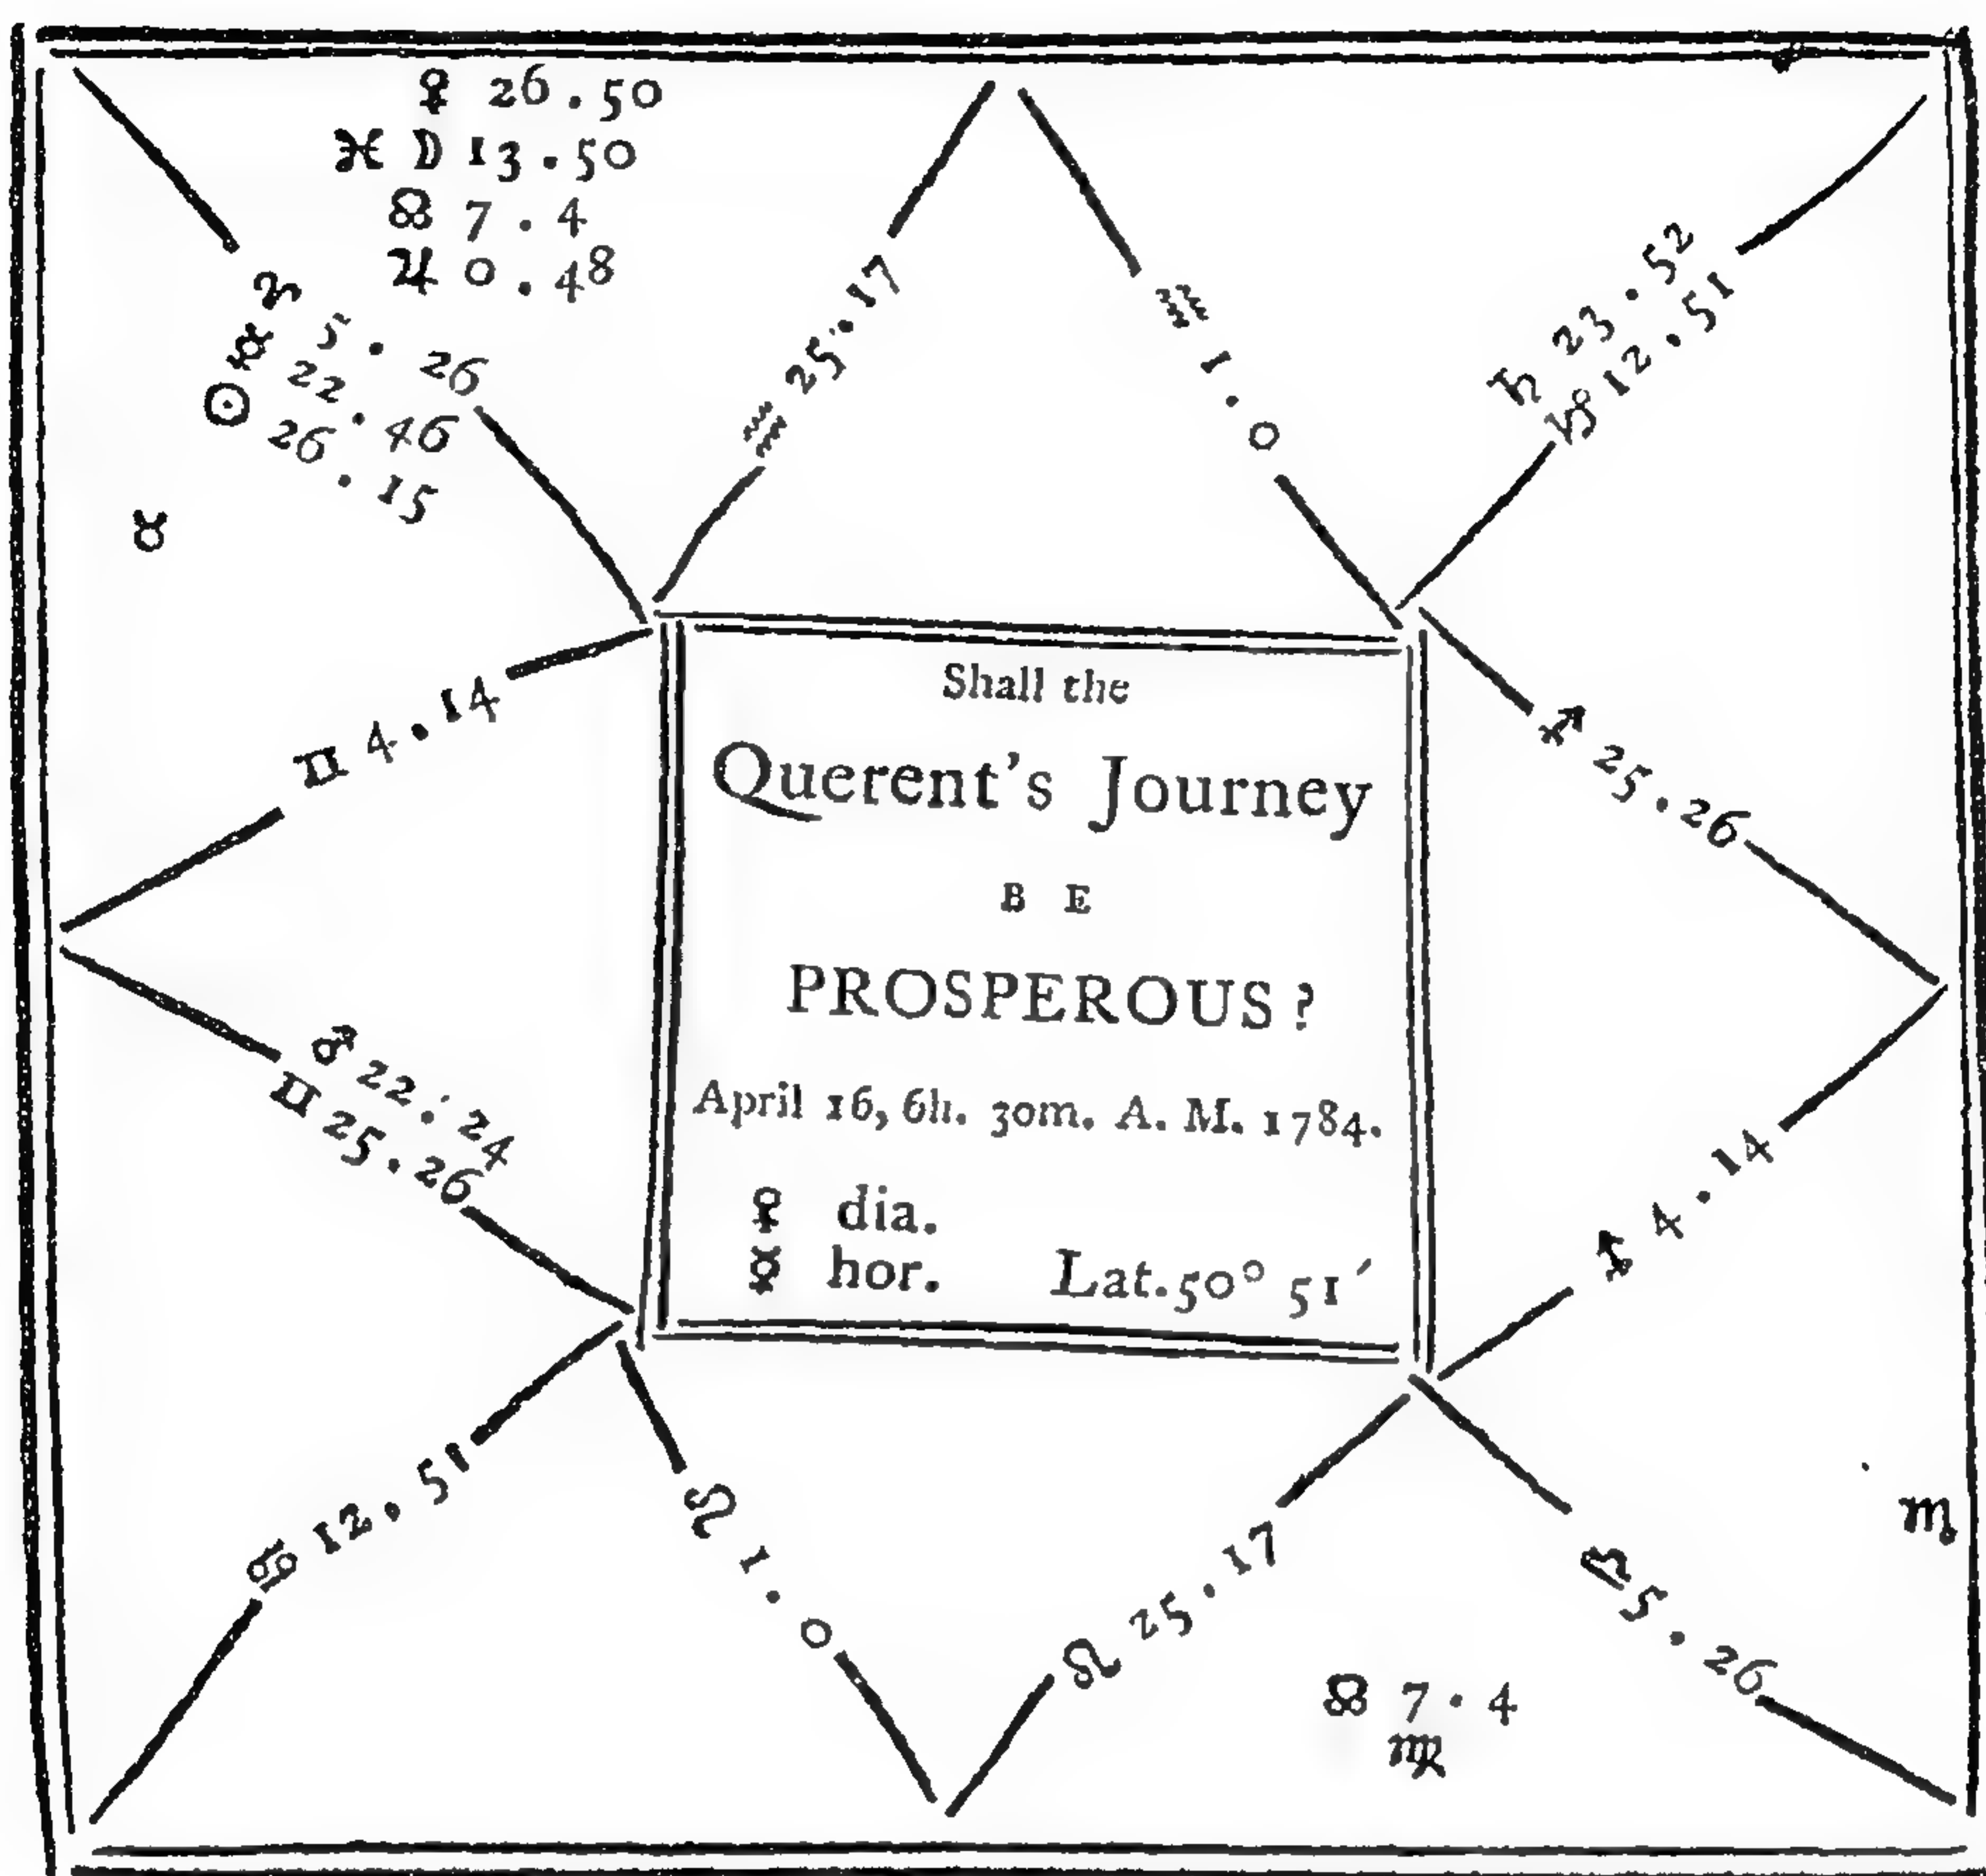 ♀ 26.50
♓ ☽ 13.50
☊ 7.4
♃ 0.48
♈ 5.26
☿ 22.46
☉ 26.15
♉
♒ 25.17
♒ 1.0
♄ 23.52
♑ 12.51
♐ 25.26
♊ 4.14
Shall the
Querent's Journey
BE
PROSPEROUS?
April 16, 6h. 30m. A. M. 1784.
♀ dia.
☿ hor. Lat. 50° 51′
♂ 22.24
♊ 25.26
♐ 4.14
♋ 12.51
♌ 1.0
♌ 25.17
♎ 5.26
♏
☊ 7.4
♍